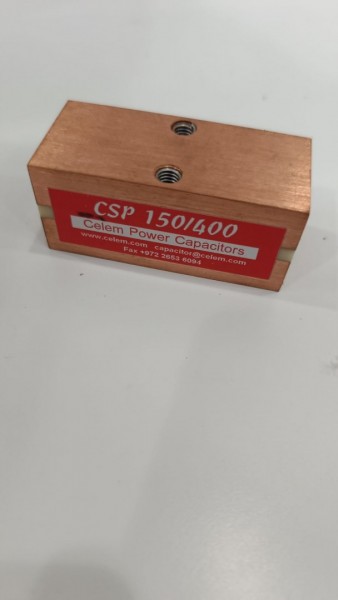 CSP 150/400
Celem Power Capacitors
www.celem.com capacitor@celem.com
Fax +972 2653 6094